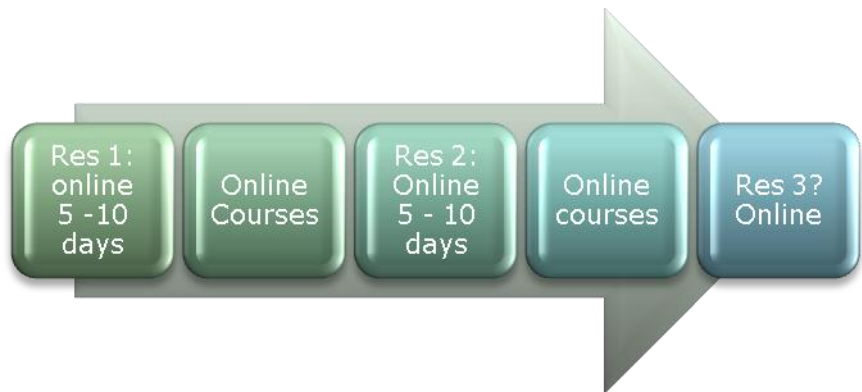 Res 1:
online
5 -10
days
Online
Courses
Res 2:
Online
5 - 10
days
Online
courses
Res 3?
Online